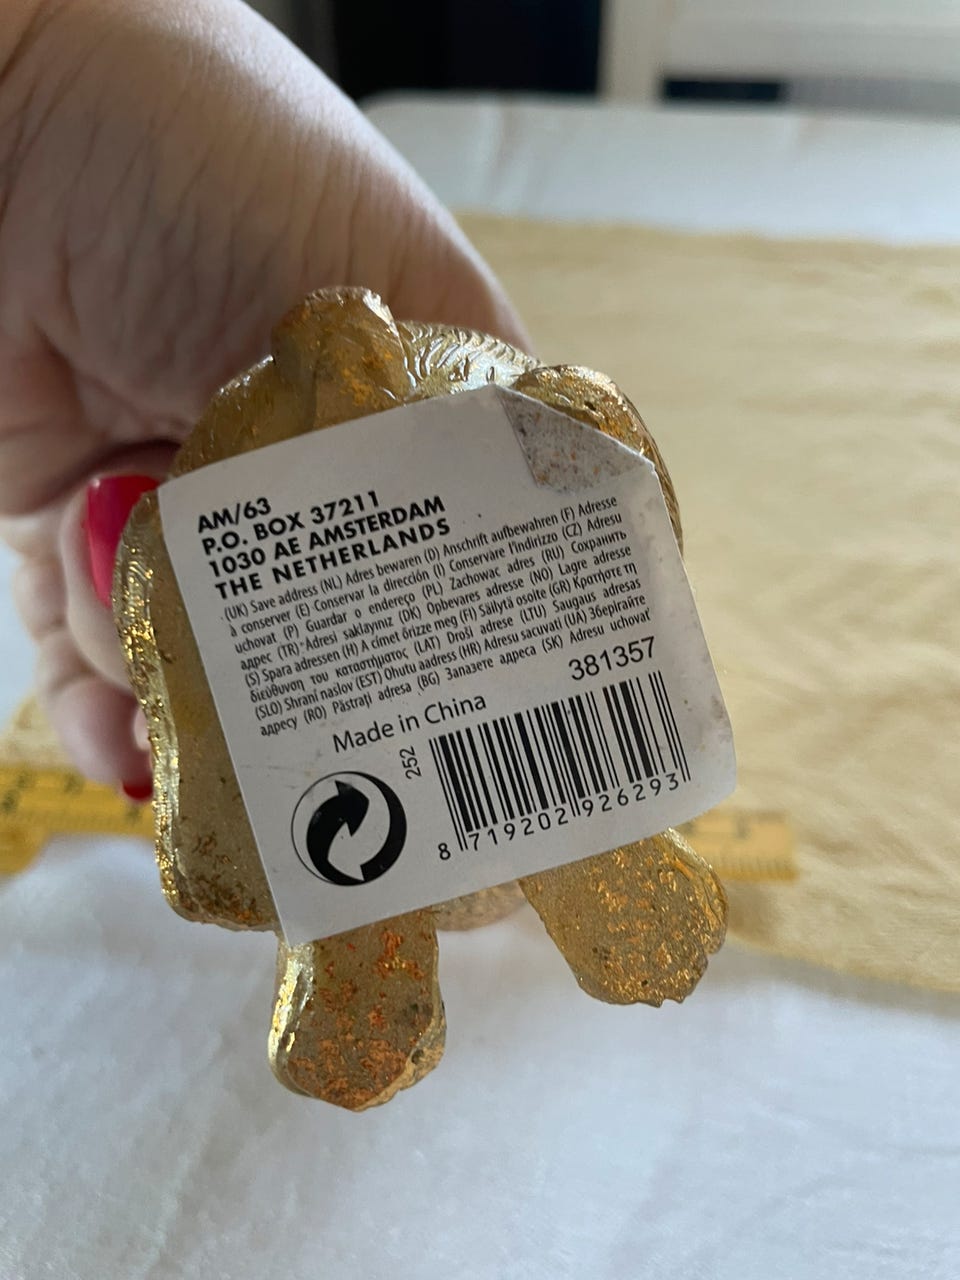 AM/63
P.O. BOX 37211
1030 AE AMSTERDAM
THE NETHERLANDS
(UK) Save address (NL) Adres bewaren (D) Anschrift aufbewahren (F) Adresse
à conserver (E) Conservar la dirección (I) Conservare l'indirizzo (CZ) Adresu
uchovat (P) Guardar o endereço (PL) Zachowac adres (RU) Сохранить
адрес (TR) Adresi saklayınız (DK) Opbevares adresse (NO) Lagre adresse
(S) Spara adressen (H) A címet őrizze meg (FI) Säilytä osoite (GR) Κρατήστε τη
διεύθυνση του καταστήματος (LAT) Droši adrese (LTU) Saugaus adresas
(SLO) Shrani naslov (EST) Ohutu aadress (HR) Adresu sacuvati (UA) Зберігайте
адресу (RO) Păstrați adresa (BG) Запазете адреса (SK) Adresu uchovať
381357
Made in China
252
8 719202 926293